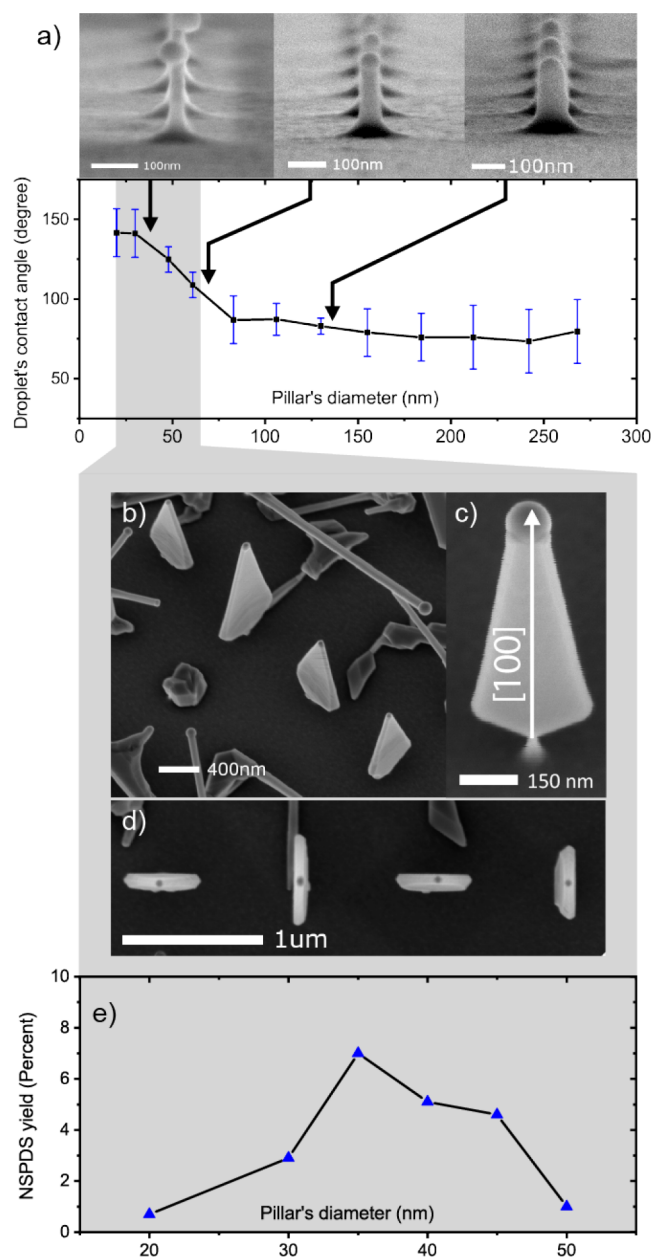 a)
100nm
100nm
100nm
Droplet's contact angle (degree)
150
100
50
Pillar's diameter (nm)
0
50
100
150
200
250
300
b)
400nm
c)
[100]
150 nm
d)
1um
e)
NSPDS yield (Percent)
10
8
6
4
2
0
Pillar's diameter (nm)
20
30
40
50